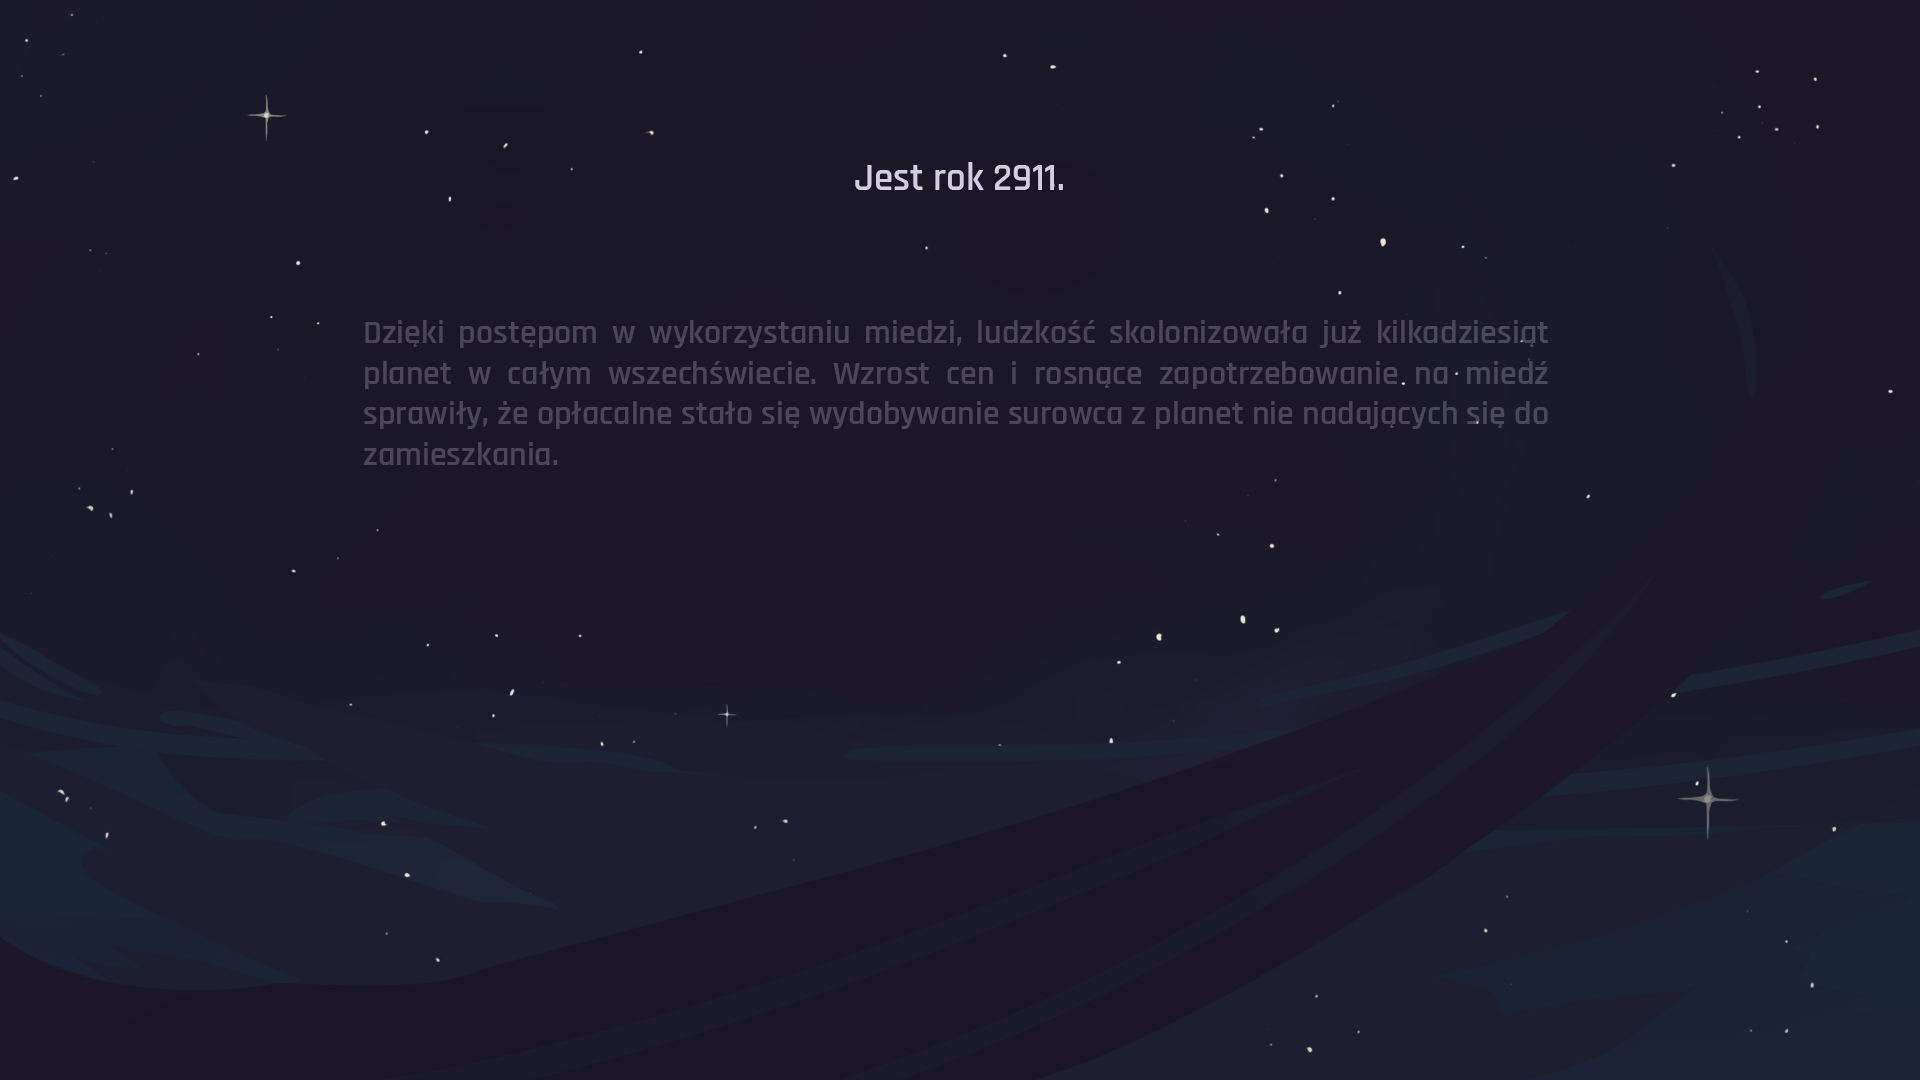 Jest rok 2911.
Dzięki postępom w wykorzystaniu miedzi, ludzkość skolonizowała już kilkadziesiąt
planet w całym wszechświecie. Wzrost cen i rosnące zapotrzebowanie na miedź
sprawiły, że opłacalne stało się wydobywanie surowca z planet nie nadających się do
zamieszkania.